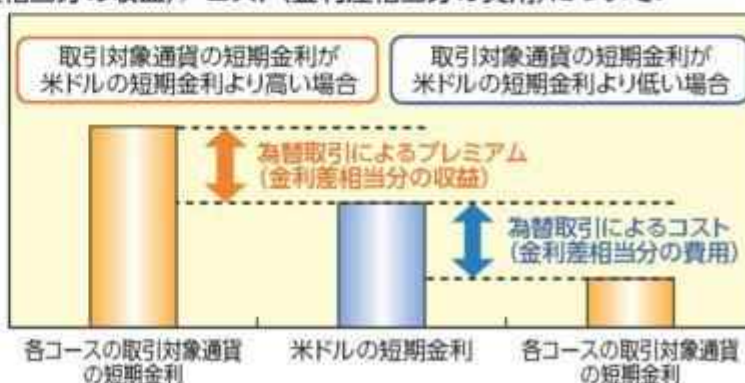 取引対象通貨の短期金利が
米ドルの短期金利より高い場合
取引対象通貨の短期金利が
米ドルの短期金利より低い場合
為替取引によるプレミアム
(金利差相当分の収益)
為替取引によるコスト
(金利差相当分の費用)
各コースの取引対象通貨
の短期金利
米ドルの短期金利
各コースの取引対象通貨
の短期金利